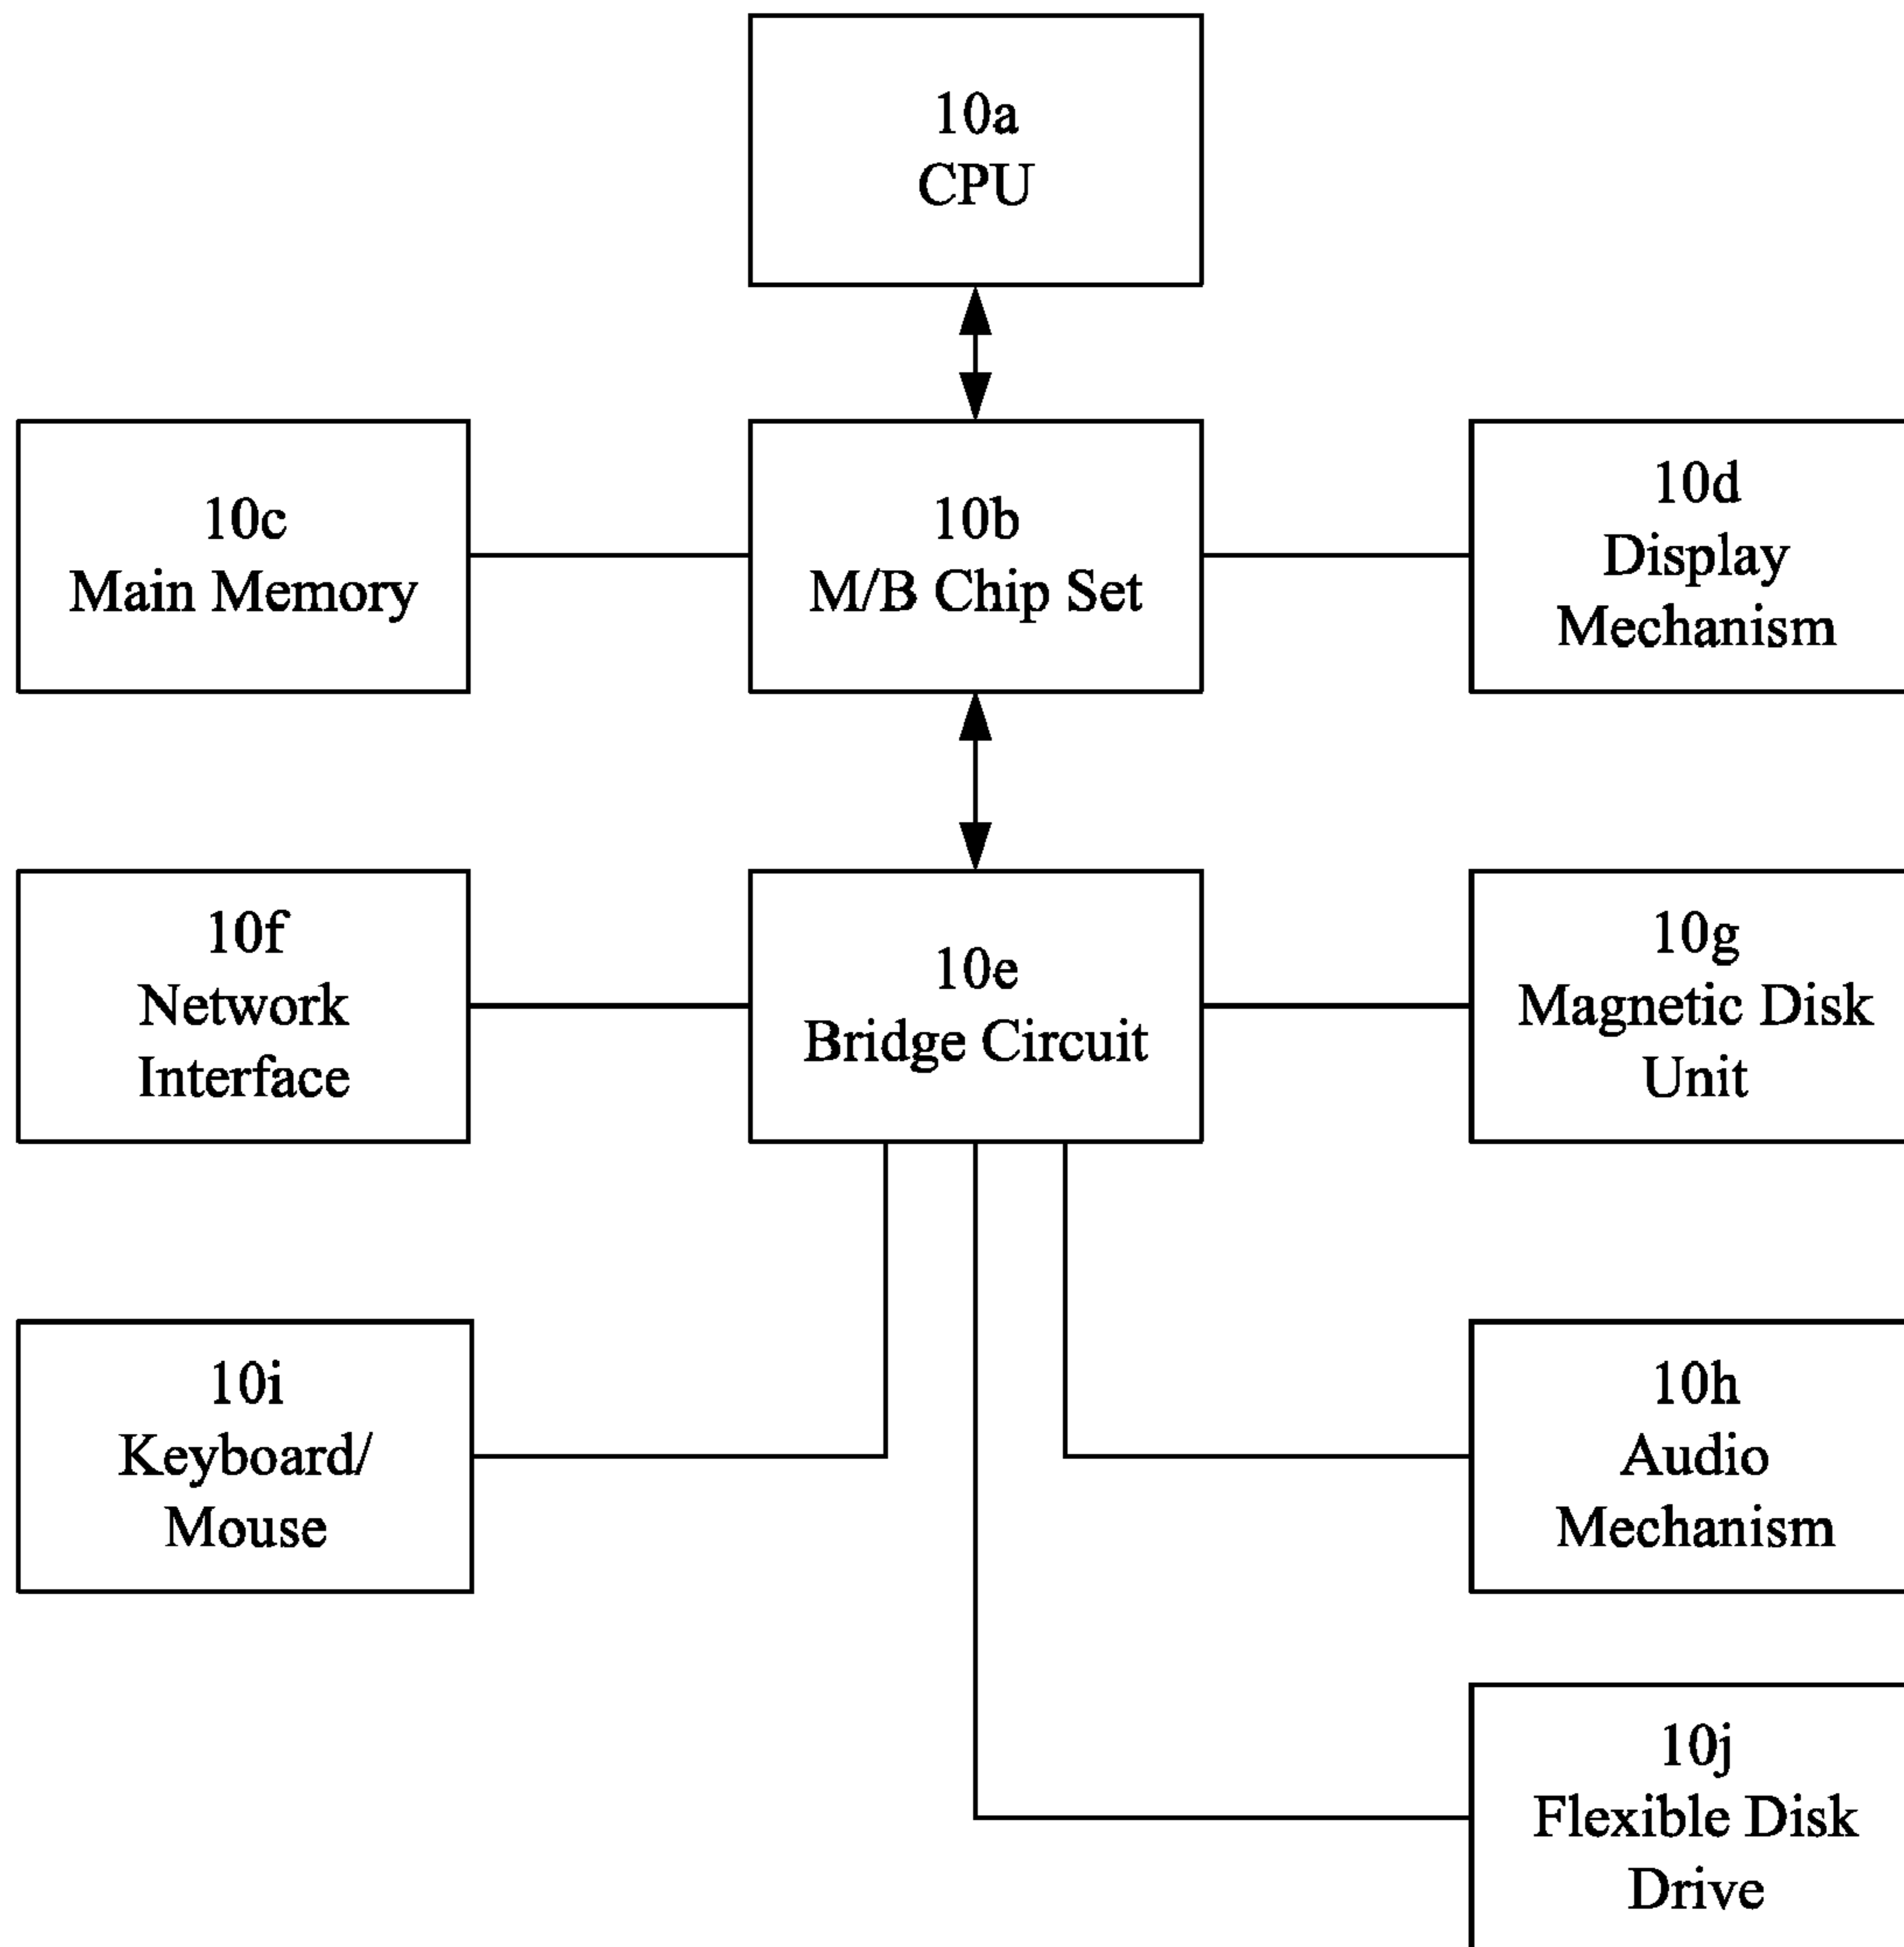 10a
CPU
10c
Main Memory
10b
M/B Chip Set
10d
Display
Mechanism
10f
Network
Interface
10e
Bridge Circuit
10g
Magnetic Disk
Unit
10i
Keyboard/
Mouse
10h
Audio
Mechanism
10j
Flexible Disk
Drive